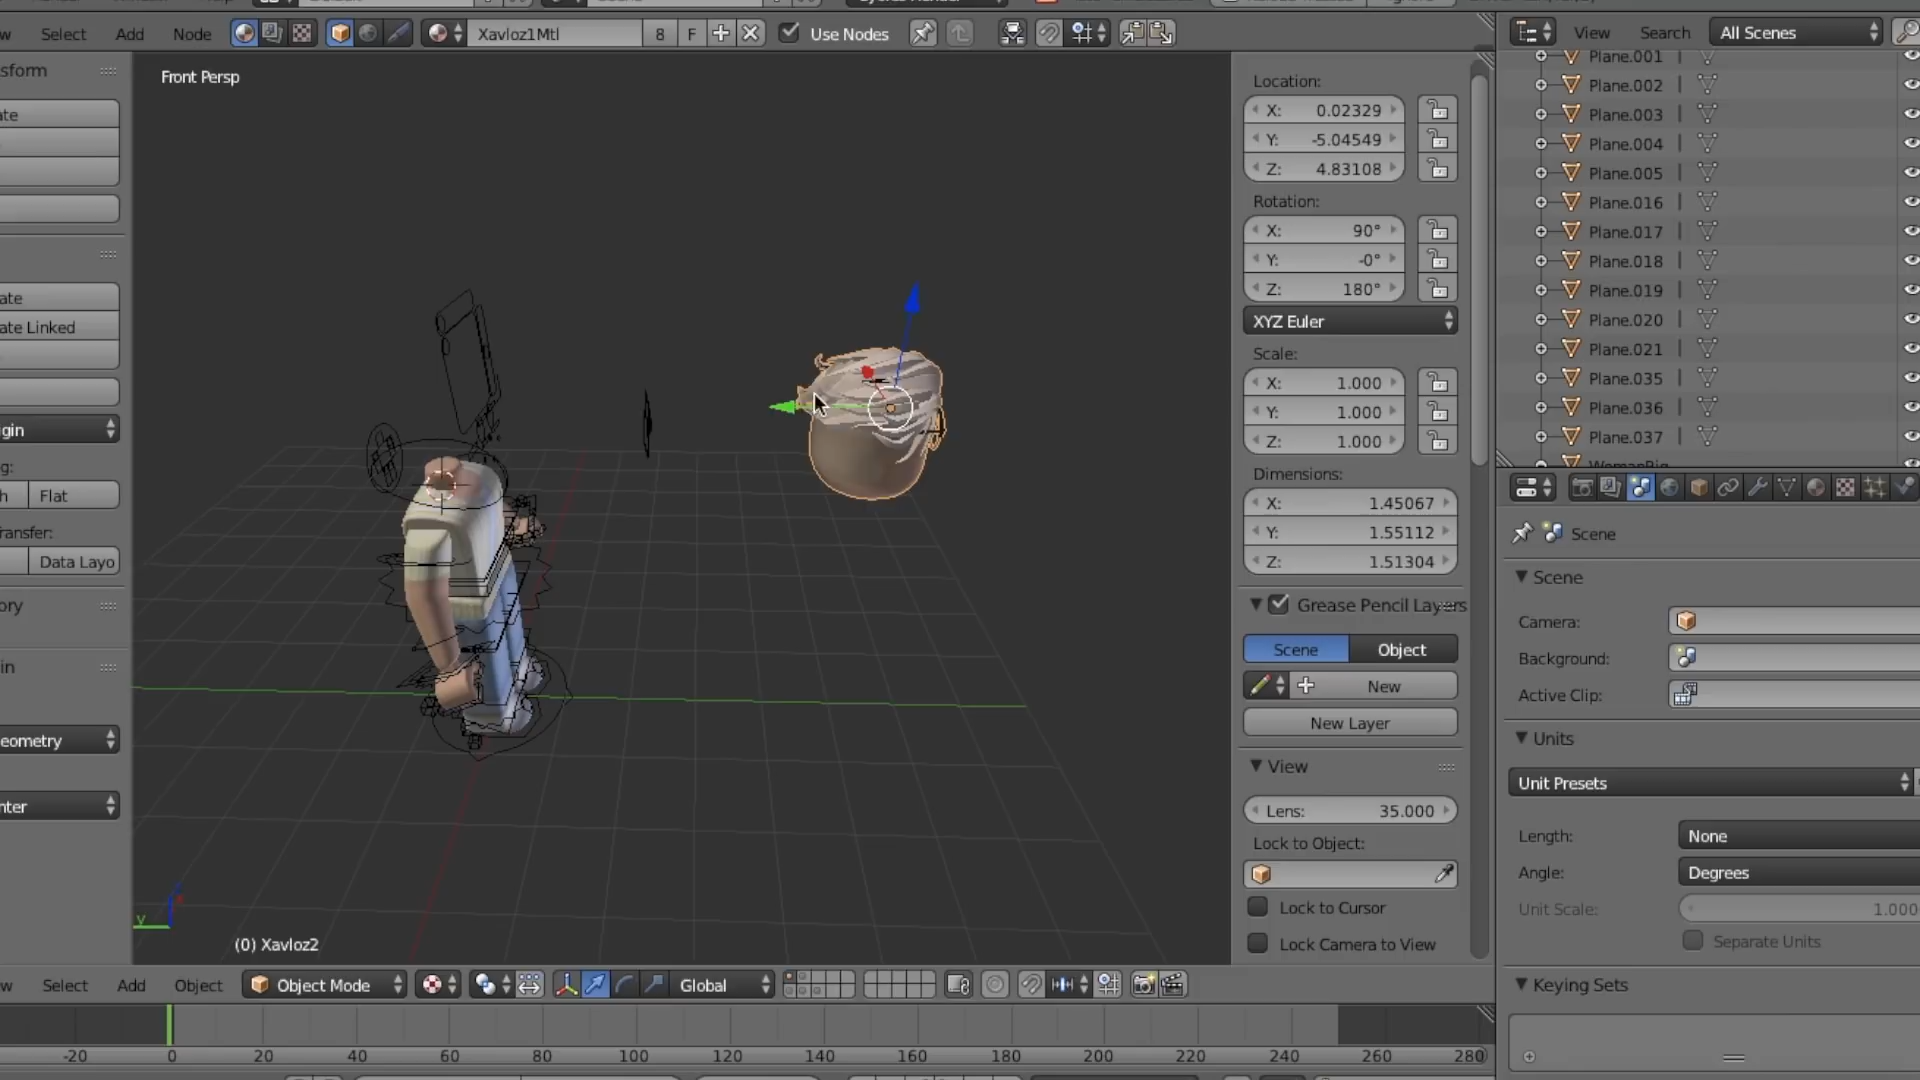 Select
Add
Node
Xavloz1Mtl
8
F
Use Nodes
View
Search
All Scenes
Front Persp
sform
ate
ate
ate Linked
gin
g:
h
Flat
ransfer:
Data Layo
ory
in
eometry
nter
Location:
X: 0.02329
Y: -5.04549
Z: 4.83108
Rotation:
X: 90°
Y: -0°
Z: 180°
XYZ Euler
Scale:
X: 1.000
Y: 1.000
Z: 1.000
Dimensions:
X: 1.45067
Y: 1.55112
Z: 1.51304
Grease Pencil Layers
Scene
Object
New
New Layer
View
Lens: 35.000
Lock to Object:
Lock to Cursor
Lock Camera to View
Plane.001
Plane.002
Plane.003
Plane.004
Plane.005
Plane.016
Plane.017
Plane.018
Plane.019
Plane.020
Plane.021
Plane.035
Plane.036
Plane.037
Scene
Scene
Camera:
Background:
Active Clip:
Units
Unit Presets
Length: None
Angle: Degrees
Unit Scale: 1.000
Separate Units
Keying Sets
y
(0) Xavloz2
w
Select
Add
Object
Object Mode
Global
-20 0 20 40 60 80 100 120 140 160 180 200 220 240 260 280